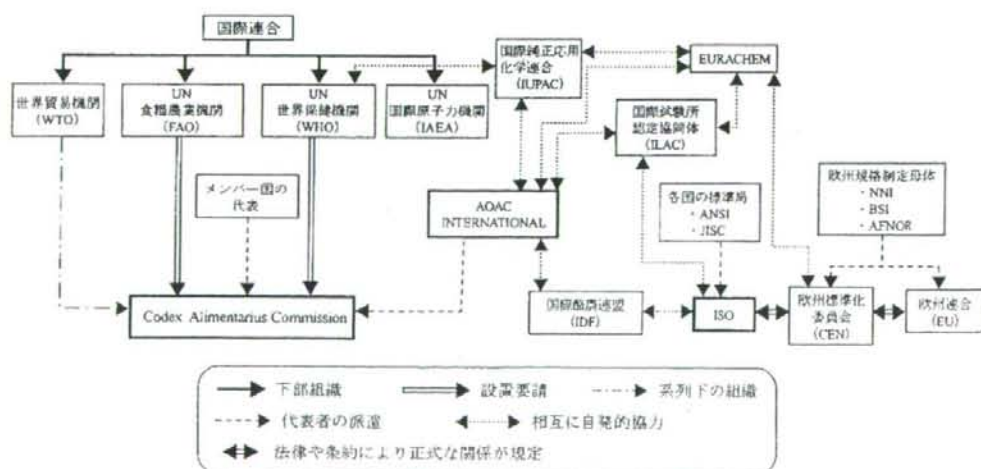 国際連合
世界貿易機関
(WTO)
UN
食糧農業機関
(FAO)
UN
世界保健機関
(WHO)
UN
国際原子力機関
(IAEA)
国際純正応用
化学連合
(IUPAC)
EURACHEM
国際試験所
認定協同体
(ILAC)
メンバー国の
代表
AOAC
INTERNATIONAL
各国の標準局
・ANSI
・JISC
欧州規格制定母体
・NNI
・BSI
・AFNOR
Codex Alimentarius Commission
国際酪農連盟
(IDF)
ISO
欧州標準化
委員会
(CEN)
欧州連合
(EU)
下部組織
設置要請
系列下の組織
代表者の派遣
相互に自発的協力
法律や条約により正式な関係が規定